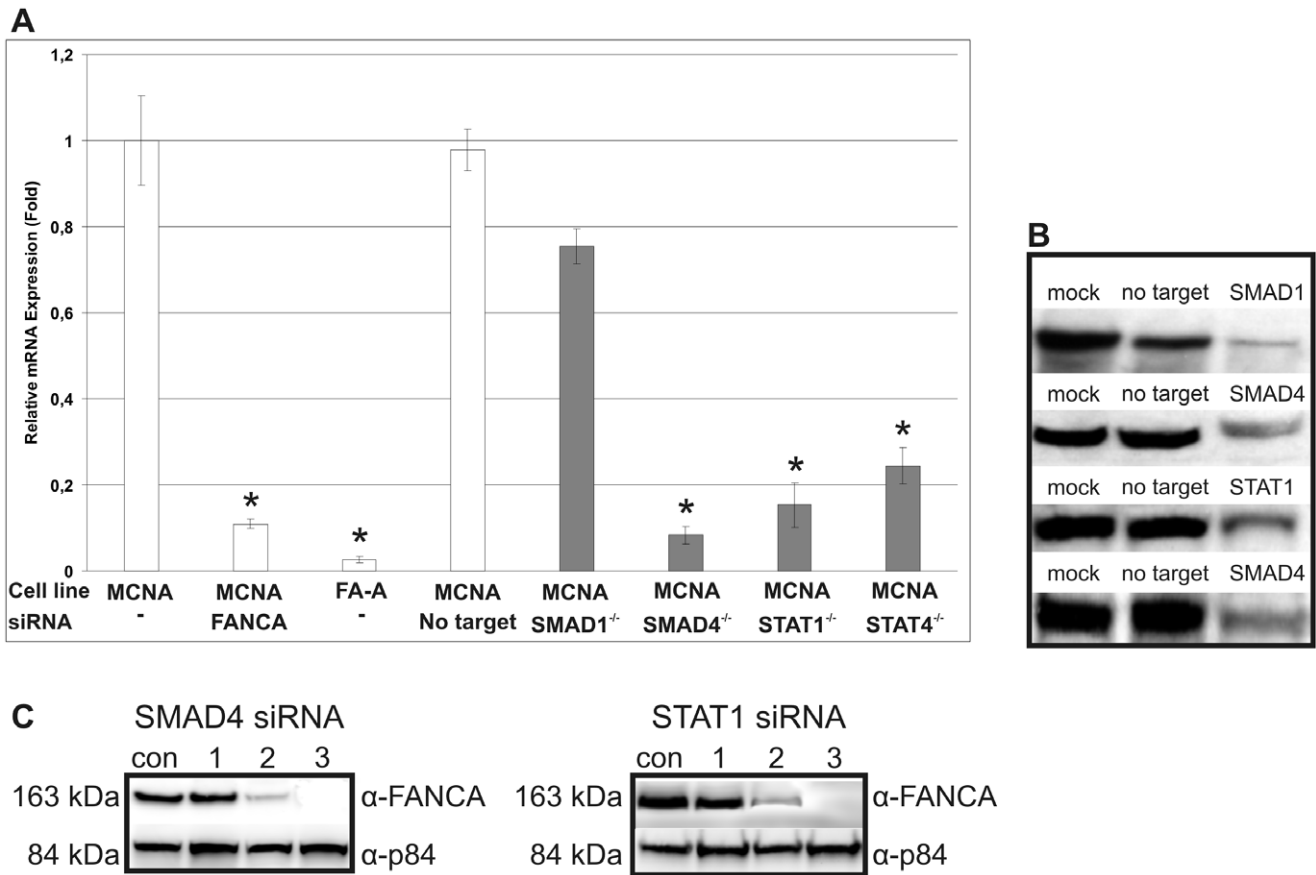 A
Relative mRNA Expression (Fold)
1,2
1
0,8
0,6
0,4
0,2
0
* * * * *
Cell line MCNA MCNA FA-A MCNA MCNA MCNA MCNA MCNA
siRNA - FANCA - No target SMAD1-/- SMAD4-/- STAT1-/- STAT4-/-
B
mock no target SMAD1
mock no target SMAD4
mock no target STAT1
mock no target SMAD4
C
SMAD4 siRNA
con 1 2 3
163 kDa α-FANCA
84 kDa α-p84
STAT1 siRNA
con 1 2 3
163 kDa α-FANCA
84 kDa α-p84